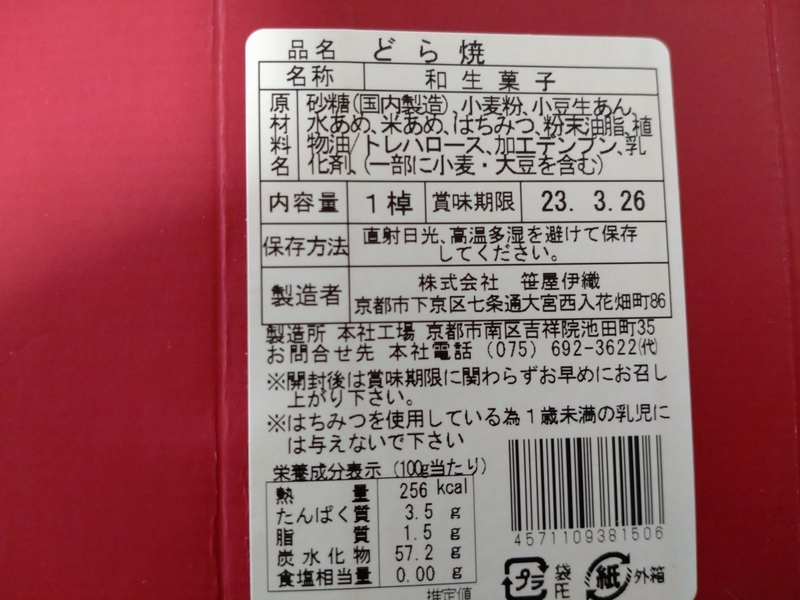 品名 どら焼
名称 和生菓子
原材料名 砂糖(国内製造)、小麦粉、小豆生あん、
水あめ、米あめ、はちみつ、粉末油脂、植
物油/トレハロース、加工デンプン、乳
化剤、(一部に小麦・大豆を含む)
内容量 1棹 賞味期限 23. 3.26
保存方法 直射日光、高温多湿を避けて保存
してください。
製造者 株式会社 笹屋伊織
京都市下京区七条通大宮西入花畑町86
製造所 本社工場 京都市南区吉祥院池田町35
お問合せ先 本社電話 (075) 692-3622(代)
※開封後は賞味期限に関わらずお早めにお召し
上がり下さい。
※はちみつを使用している為1歳未満の乳児に
は与えないで下さい
栄養成分表示 (100g当たり)
熱量 256 kcal
たんぱく質 3.5 g
脂質 1.5 g
炭水化物 57.2 g
食塩相当量 0.00 g
推定値
4571109381506
プラ 袋 PE 紙 外箱